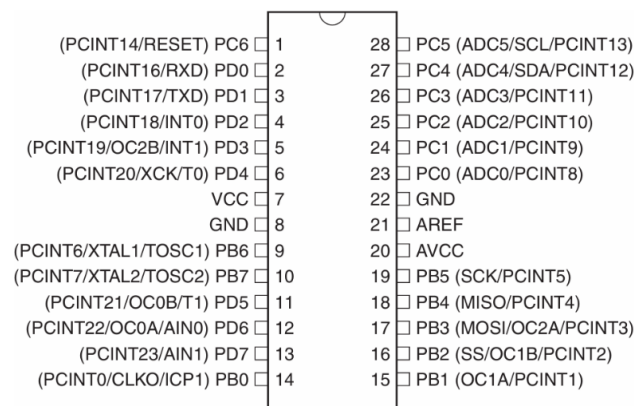 (PCINT14/RESET) PC6 1 28 PC5 (ADC5/SCL/PCINT13)
(PCINT16/RXD) PD0 2 27 PC4 (ADC4/SDA/PCINT12)
(PCINT17/TXD) PD1 3 26 PC3 (ADC3/PCINT11)
(PCINT18/INT0) PD2 4 25 PC2 (ADC2/PCINT10)
(PCINT19/OC2B/INT1) PD3 5 24 PC1 (ADC1/PCINT9)
(PCINT20/XCK/T0) PD4 6 23 PC0 (ADC0/PCINT8)
VCC 7 22 GND
GND 8 21 AREF
(PCINT6/XTAL1/TOSC1) PB6 9 20 AVCC
(PCINT7/XTAL2/TOSC2) PB7 10 19 PB5 (SCK/PCINT5)
(PCINT21/OC0B/T1) PD5 11 18 PB4 (MISO/PCINT4)
(PCINT22/OC0A/AIN0) PD6 12 17 PB3 (MOSI/OC2A/PCINT3)
(PCINT23/AIN1) PD7 13 16 PB2 (SS/OC1B/PCINT2)
(PCINT0/CLKO/ICP1) PB0 14 15 PB1 (OC1A/PCINT1)